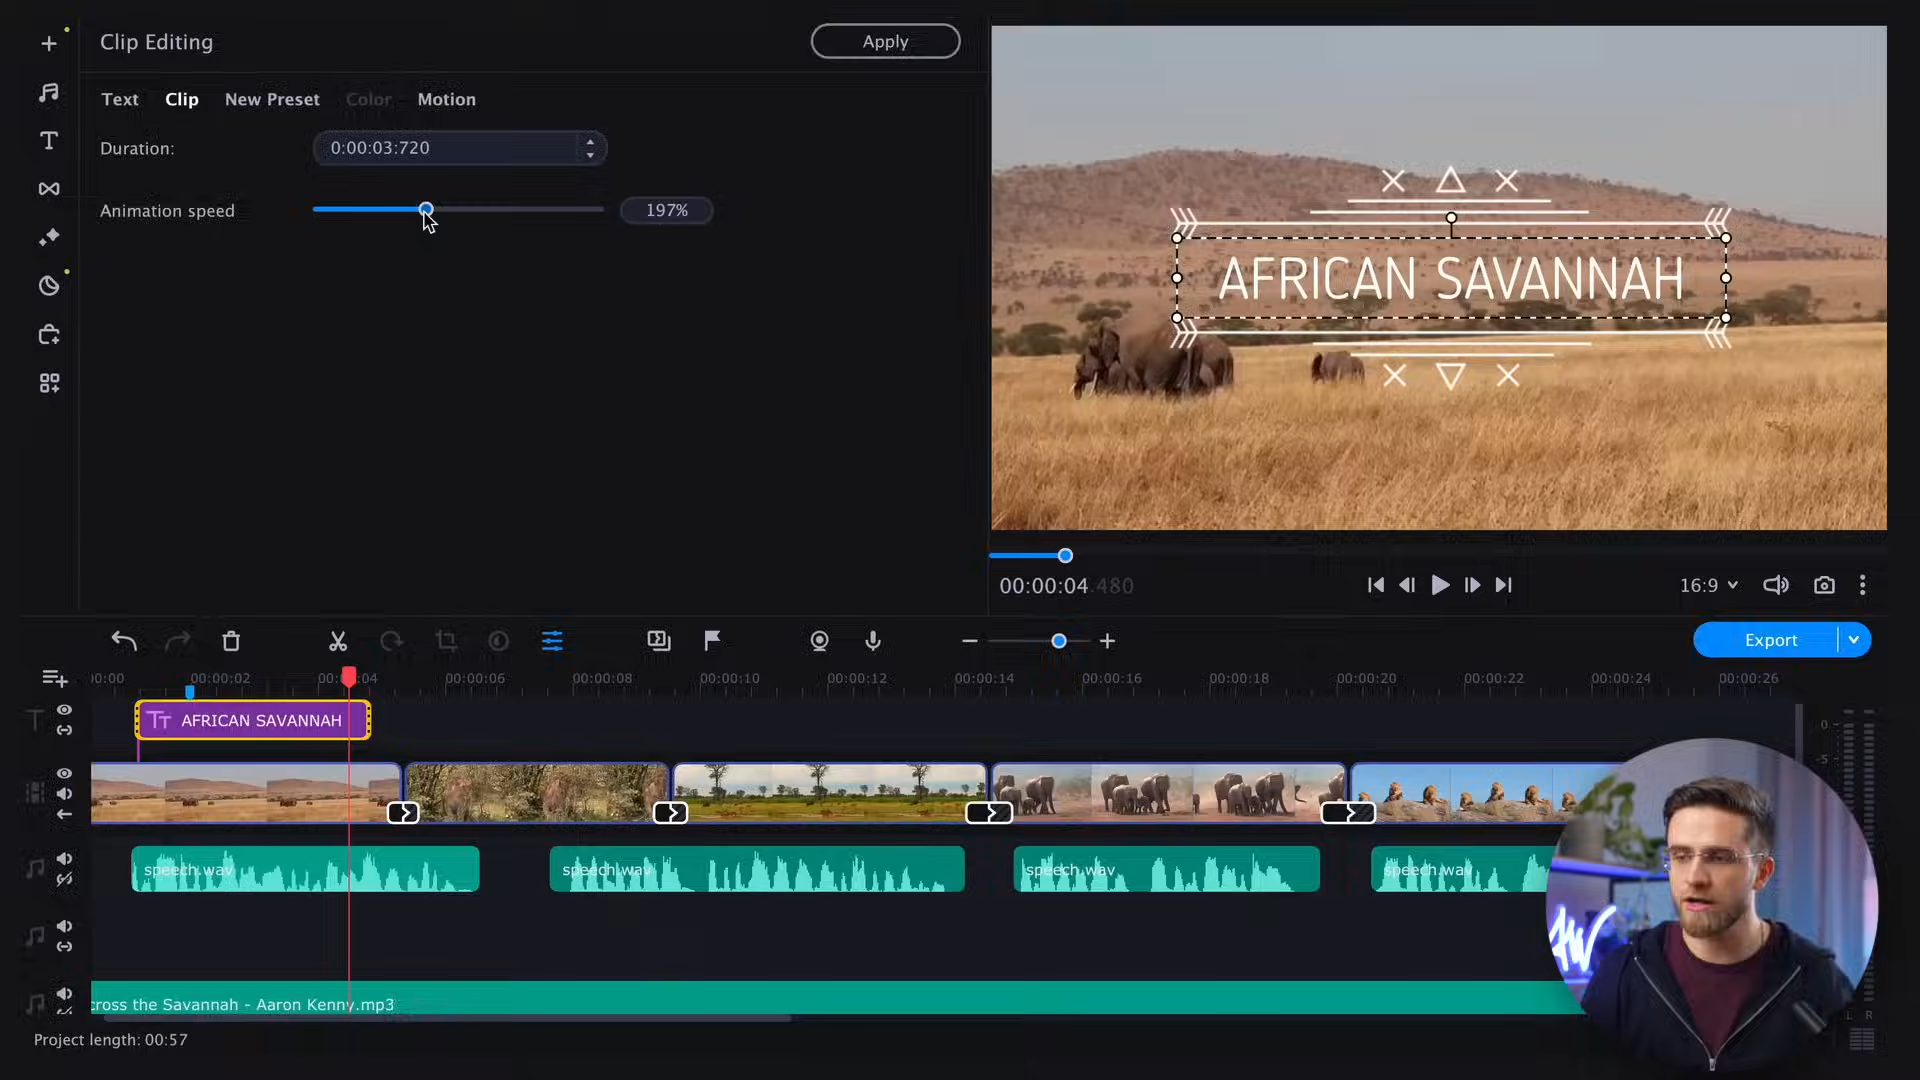 Clip Editing
Apply
Text Clip New Preset Color Motion
Duration: 0:00:03:720
Animation speed 197%
AFRICAN SAVANNAH
00:00:04.480
16:9
Export
00:00:02 00:00:06 00:00:08 00:00:10 00:00:12 00:00:14 00:00:16 00:00:18 00:00:20 00:00:22 00:00:24 00:00:26
AFRICAN SAVANNAH
0
-5
speech.wav speech.wav speech.wav speech.wav
cross the Savannah - Aaron Kenny.mp3
L R
Project length: 00:57